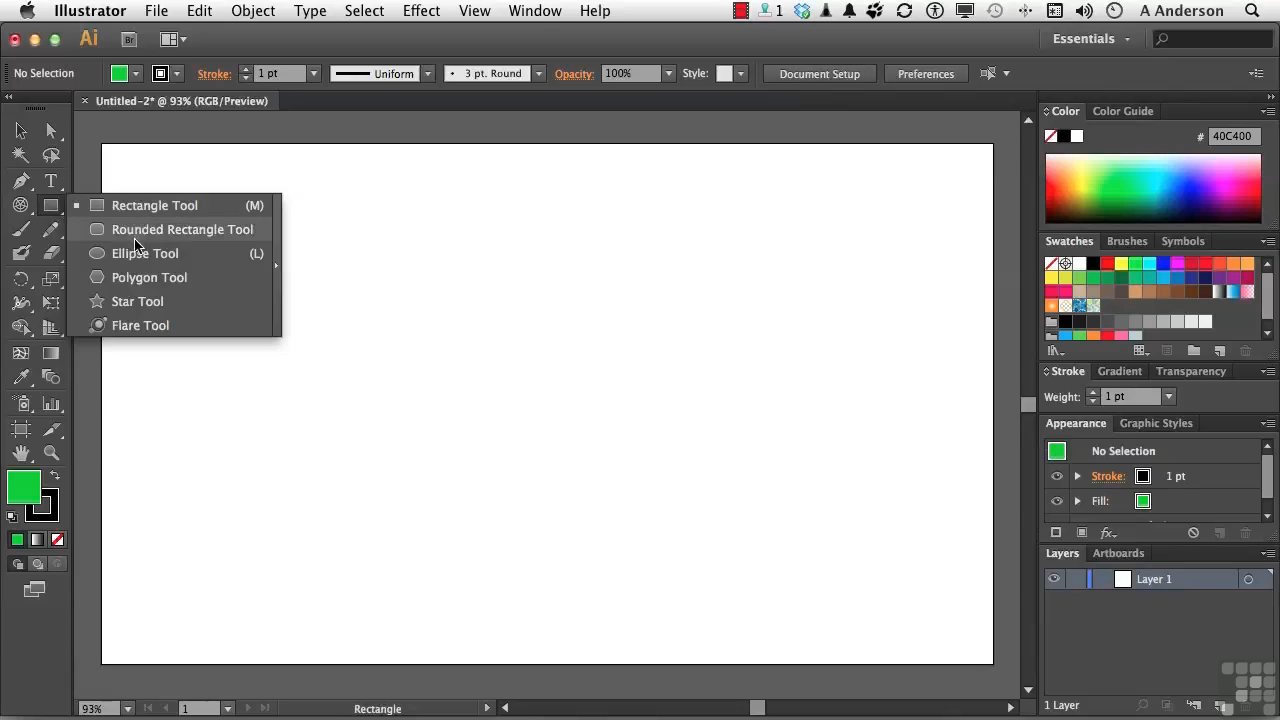 Illustrator File Edit Object Type Select Effect View Window Help 1 A Anderson
Ai Br Essentials
No Selection Stroke: 1 pt Uniform 3 pt. Round Opacity: 100% Style: Document Setup Preferences
× Untitled-2* @ 93% (RGB/Preview)
Color Color Guide
# 40C400
T
Rectangle Tool (M)
Rounded Rectangle Tool
Ellipse Tool (L)
Polygon Tool
Star Tool
Flare Tool
Swatches Brushes Symbols
Stroke Gradient Transparency
Weight: 1 pt
Appearance Graphic Styles
No Selection
Stroke: 1 pt
Fill:
fx
Layers Artboards
Layer 1
1 Layer
93% 1 Rectangle